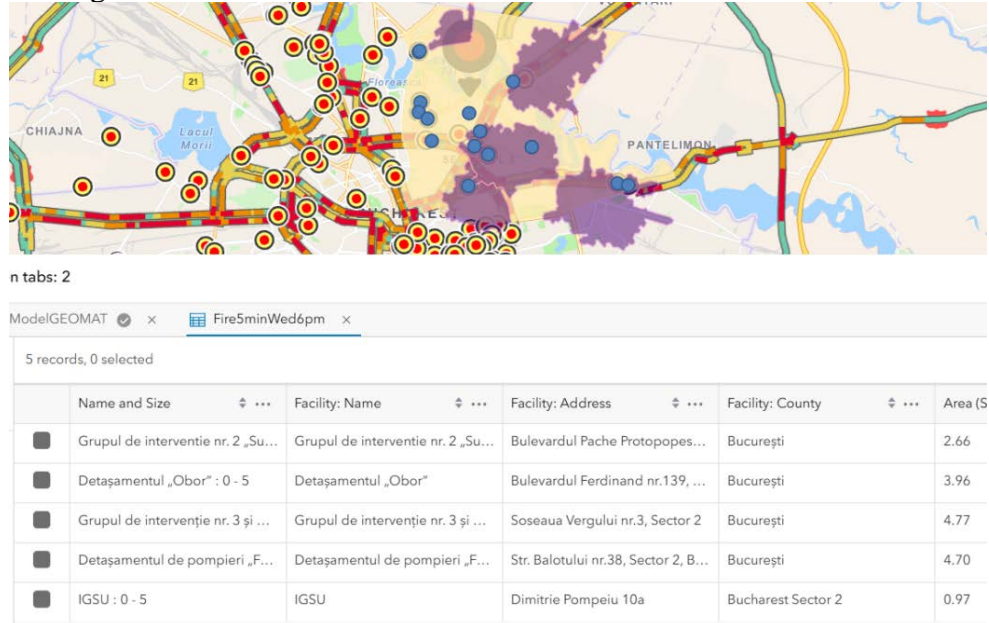 21
21
CHIAJNA
Lacul
Morii
PANTELIMON
n tabs: 2
ModelGEOMAT
Fire5minWed6pm
5 records, 0 selected
Name and Size Facility: Name Facility: Address Facility: County Area (S
Grupul de interventie nr. 2 „Su... Grupul de interventie nr. 2 „Su... Bulevardul Pache Protopopes... București 2.66
Detașamentul „Obor” : 0 - 5 Detașamentul „Obor” Bulevardul Ferdinand nr.139, ... București 3.96
Grupul de intervenție nr. 3 și ... Grupul de intervenție nr. 3 și ... Soseaua Vergului nr.3, Sector 2 București 4.77
Detașamentul de pompieri „F... Detașamentul de pompieri „F... Str. Balotului nr.38, Sector 2, B... București 4.70
IGSU : 0 - 5 IGSU Dimitrie Pompeiu 10a Bucharest Sector 2 0.97